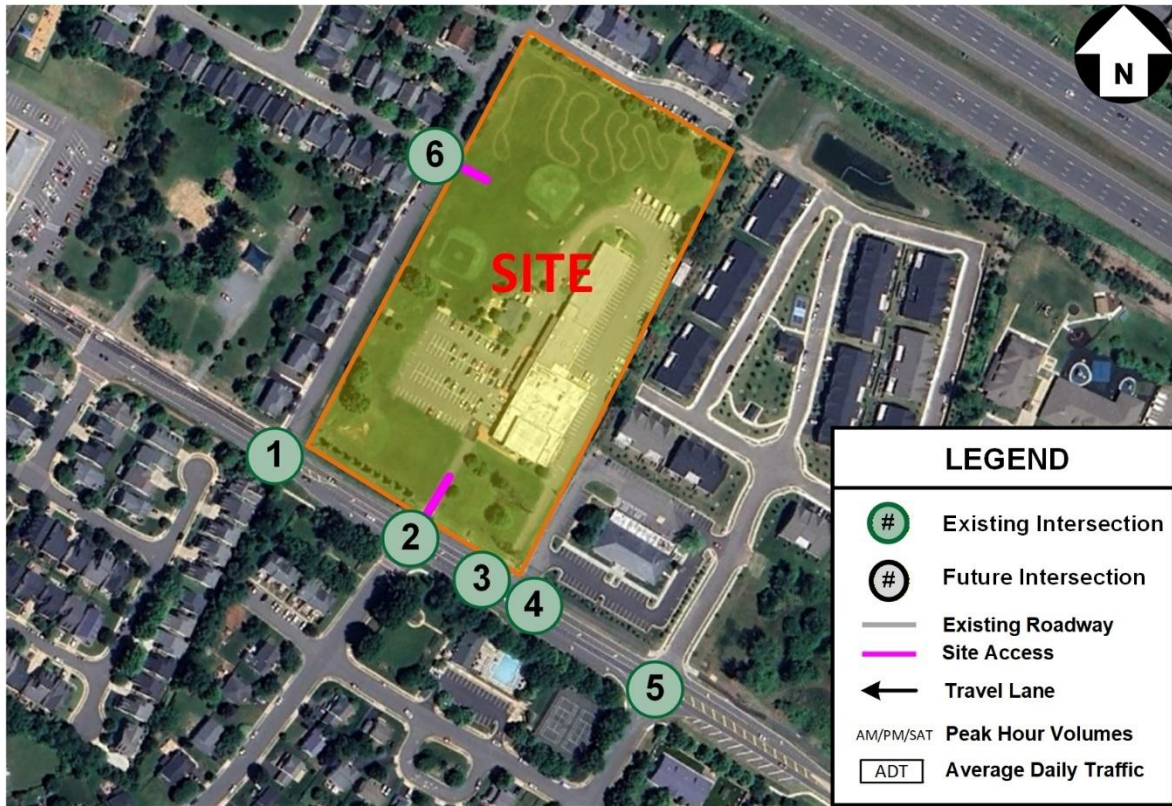 N
6
SITE
1
2
3
4
5
LEGEND
# Existing Intersection
# Future Intersection
Existing Roadway
Site Access
Travel Lane
AM/PM/SAT Peak Hour Volumes
ADT Average Daily Traffic